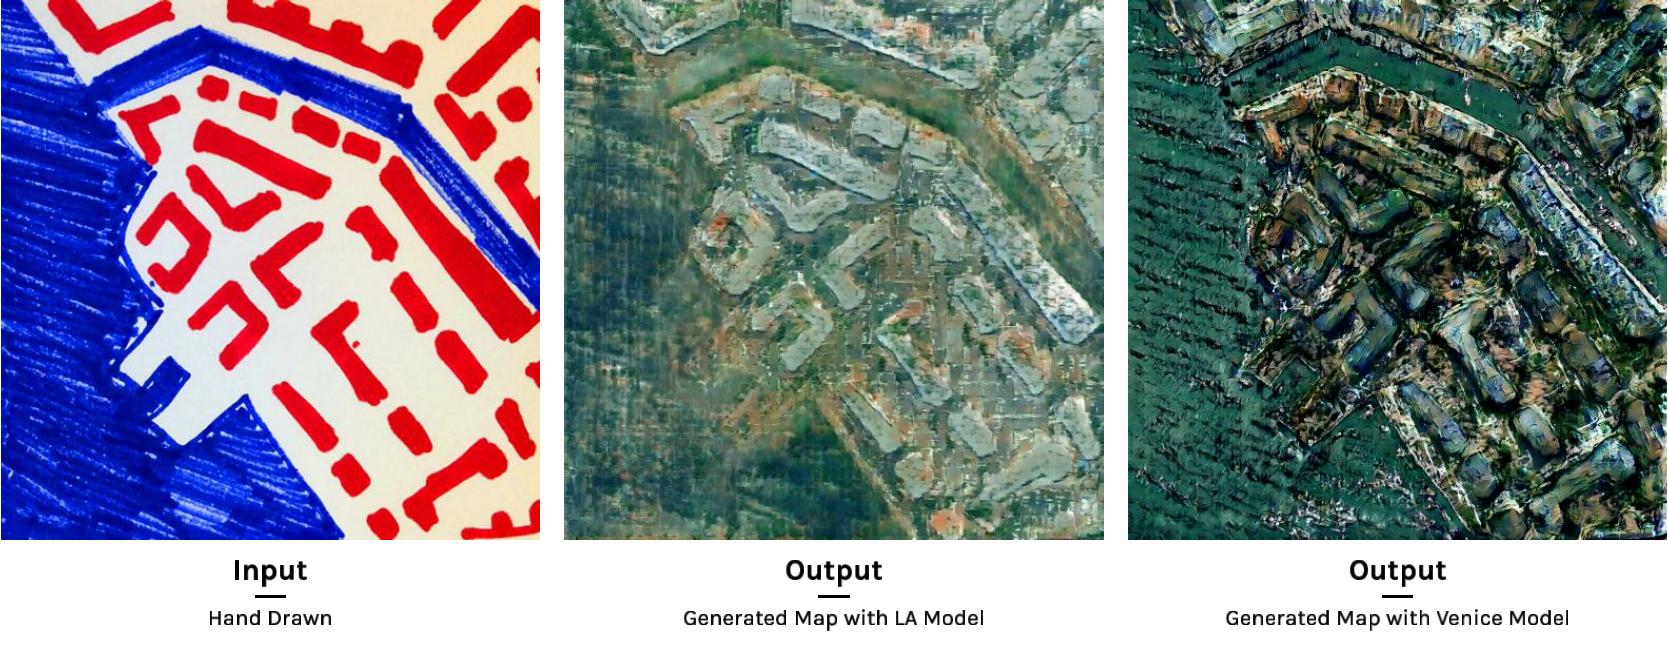 Input
Hand Drawn
Output
Generated Map with LA Model
Output
Generated Map with Venice Model